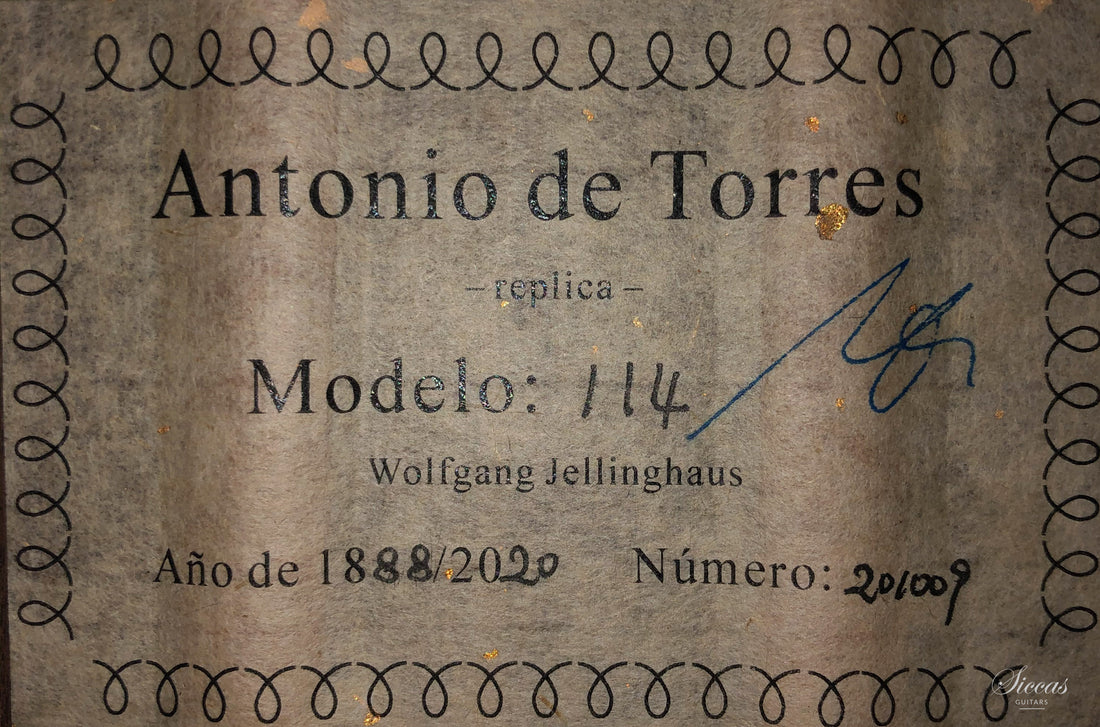 Antonio de Torres
– replica –
Modelo: 114
Wolfgang Jellinghaus
Año de 1888/2020 Número: 201009
Siccas
GUITARS